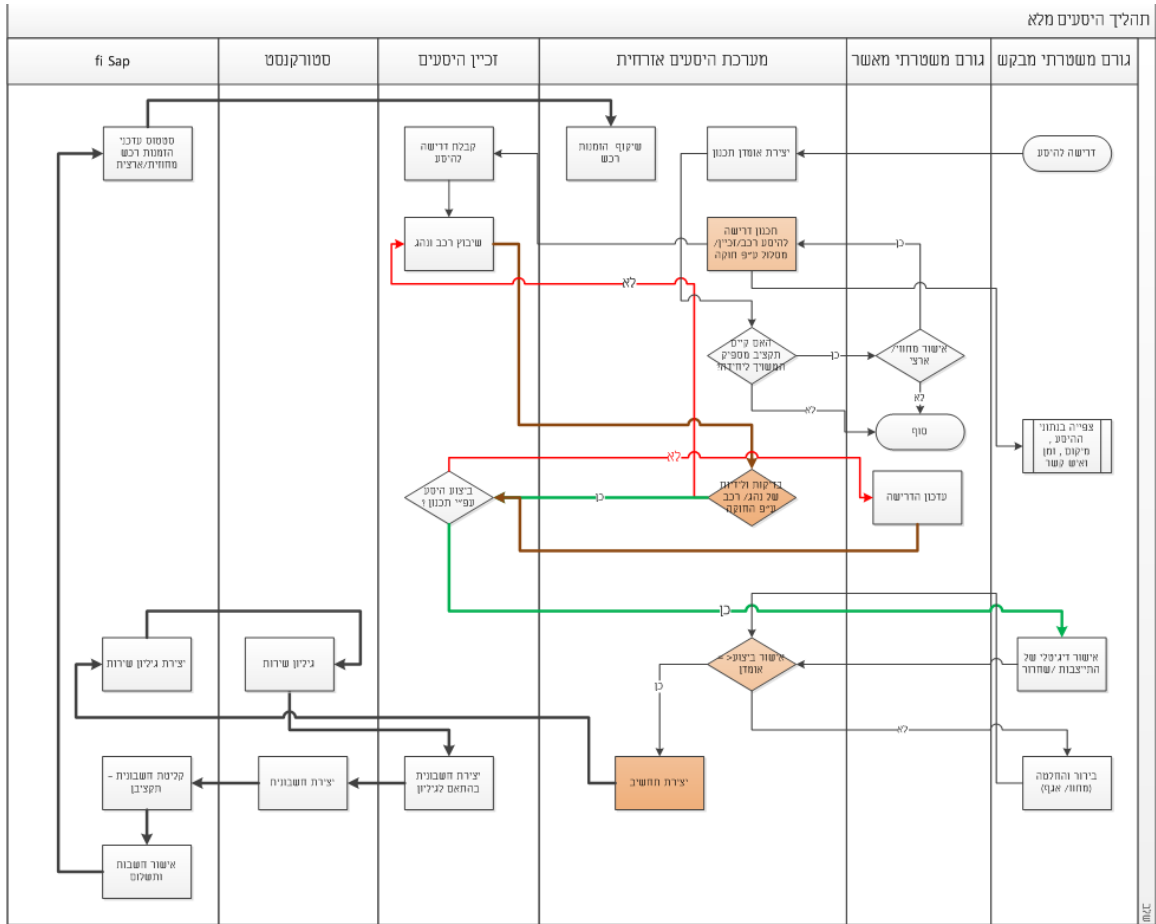 תהליך היסעים מלא
גורם משטרתי מבקש
גורם משטרתי מאשר
מערכת היסעים אזרחית
זכיין היסעים
סטורקנסט
fi Sap
דרישה להיסע
יצירת אומדן תכנון
שיקוף הזמנות
רכש
קבלת דרישה
להיסע
סטטוס עדכני
הזמנות רכש
מחוזית/ארצית
כן
תכנון דרישה
להיסע רכב/זכיין/
מסלול ע״פ חוקה
שיבוץ רכב ונהג
לא
אישור מחוזי/
ארצי
כן
האם קיים
תקציב מספיק
המשויך ליחידה?
לא
לא
סוף
צפייה בנתוני
ההיסע ,
מיקום , זמן
ואיש קשר
לא
עדכון הדרישה
בדיקות ולידציה
של נהג/ רכב
ע״פ החוקה
כן
ביצוע היסע
עפ״י תכנון ?
כן
אישור דיגיטלי של
התייצבות /שחרור
אישור ביצוע< =
אומדן
כן
לא
גיליון שירות
יצירת גיליון שירות
בירור והחלטה
(מחוז/ אגף)
יצירת תחשיב
יצירת חשבונית
בהתאם לגיליון
יצירת חשבונית
קליטת חשבונית –
תקציבן
אישור חשבות
ותשלום
שלב